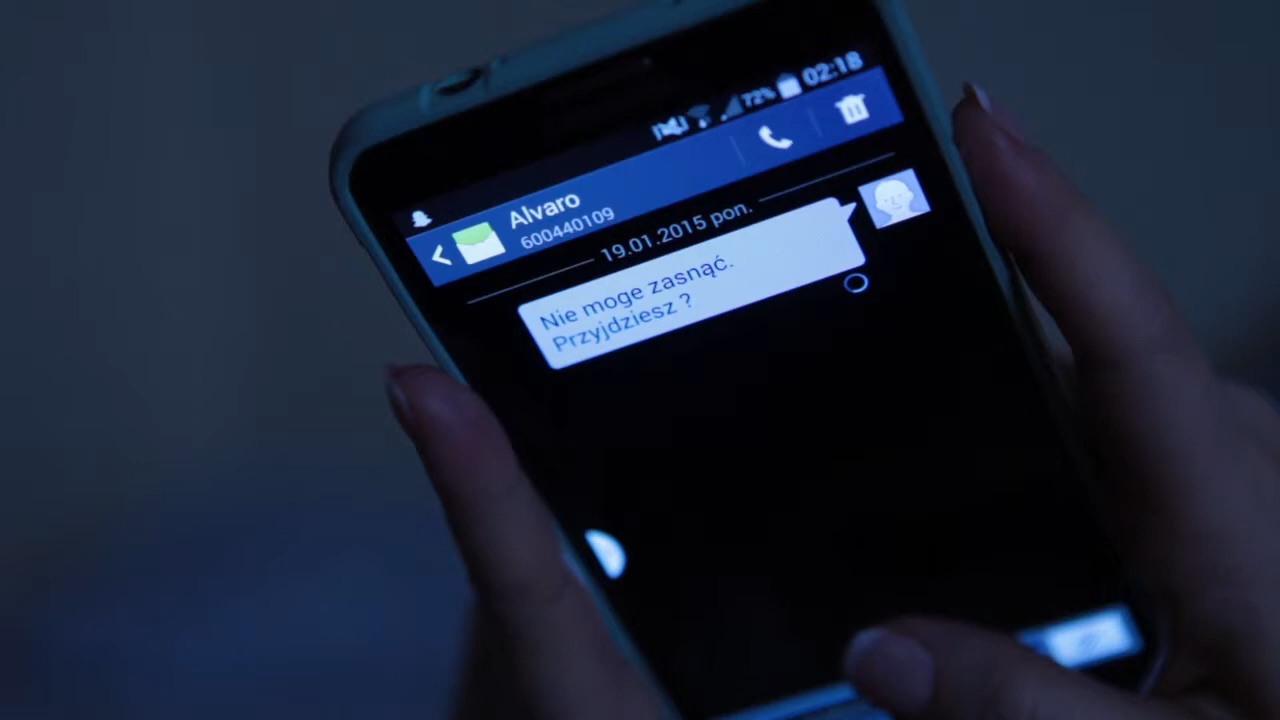 72% 02:18
Alvaro
600440109
19.01.2015 pon.
Nie moge zasnąć.
Przyjdziesz ?